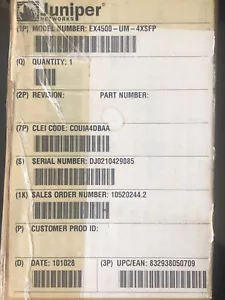 Juniper
NETWORKS
(1P) MODEL NUMBER: EX4500-UM-4XSFP
(Q) QUANTITY: 1
(2P) REVISION: PART NUMBER:
(7P) CLEI CODE: COUIA4DBAA
(S) SERIAL NUMBER: DJ0210429085
(1K) SALES ORDER NUMBER: 10520244.2
(P) CUSTOMER PROD ID:
(D) DATE: 101028 (3P) UPC/EAN: 832938050709